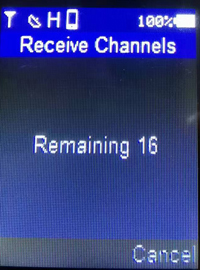 H 100%
Receive Channels
Remaining 16
Cancel